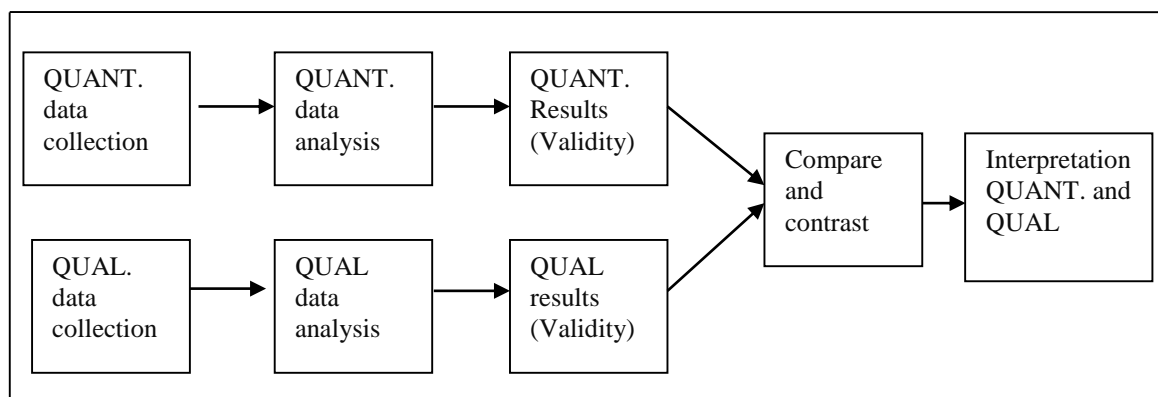 QUANT.
data
collection
QUANT.
data
analysis
QUANT.
Results
(Validity)
Compare
and
contrast
Interpretation
QUANT. and
QUAL
QUAL.
data
collection
QUAL
data
analysis
QUAL
results
(Validity)